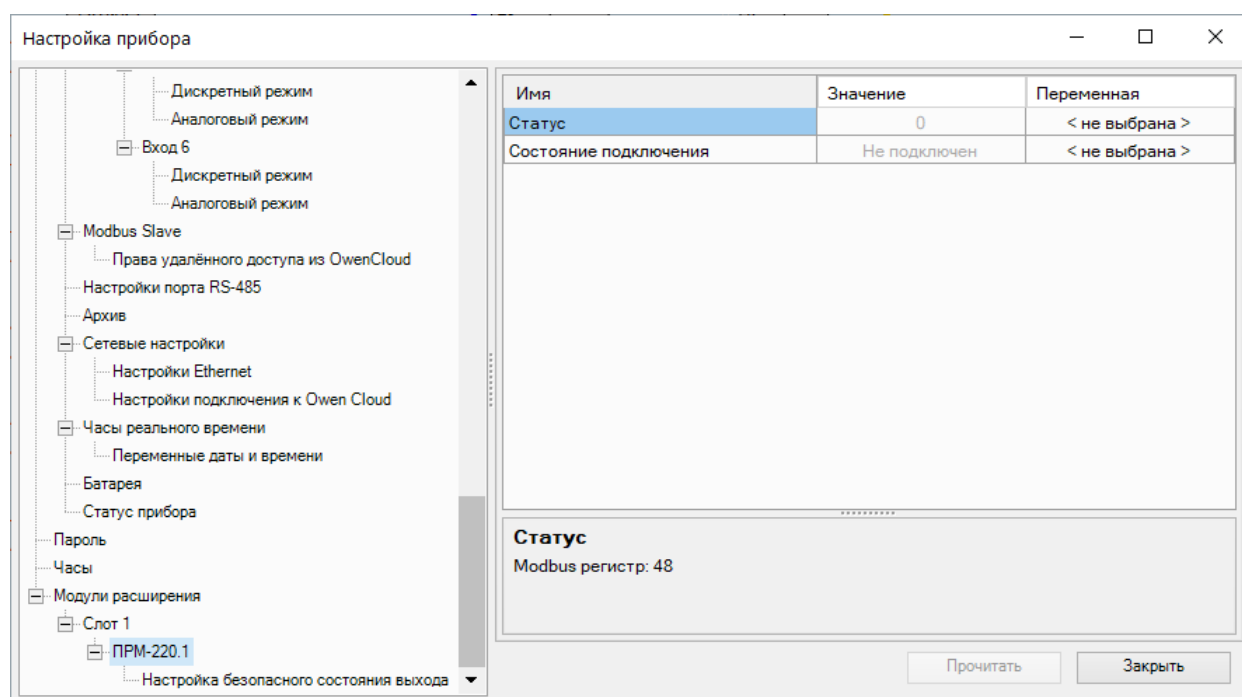 Настройка прибора
Дискретный режим
Аналоговый режим
Вход 6
Дискретный режим
Аналоговый режим
Modbus Slave
Права удалённого доступа из OwenCloud
Настройки порта RS-485
Архив
Сетевые настройки
Настройки Ethernet
Настройки подключения к Owen Cloud
Часы реального времени
Переменные даты и времени
Батарея
Статус прибора
Пароль
Часы
Модули расширения
Слот 1
ПРМ-220.1
Настройка безопасного состояния выхода
Имя Значение Переменная
Статус 0 < не выбрана >
Состояние подключения Не подключен < не выбрана >
Статус
Modbus регистр: 48
Прочитать Закрыть